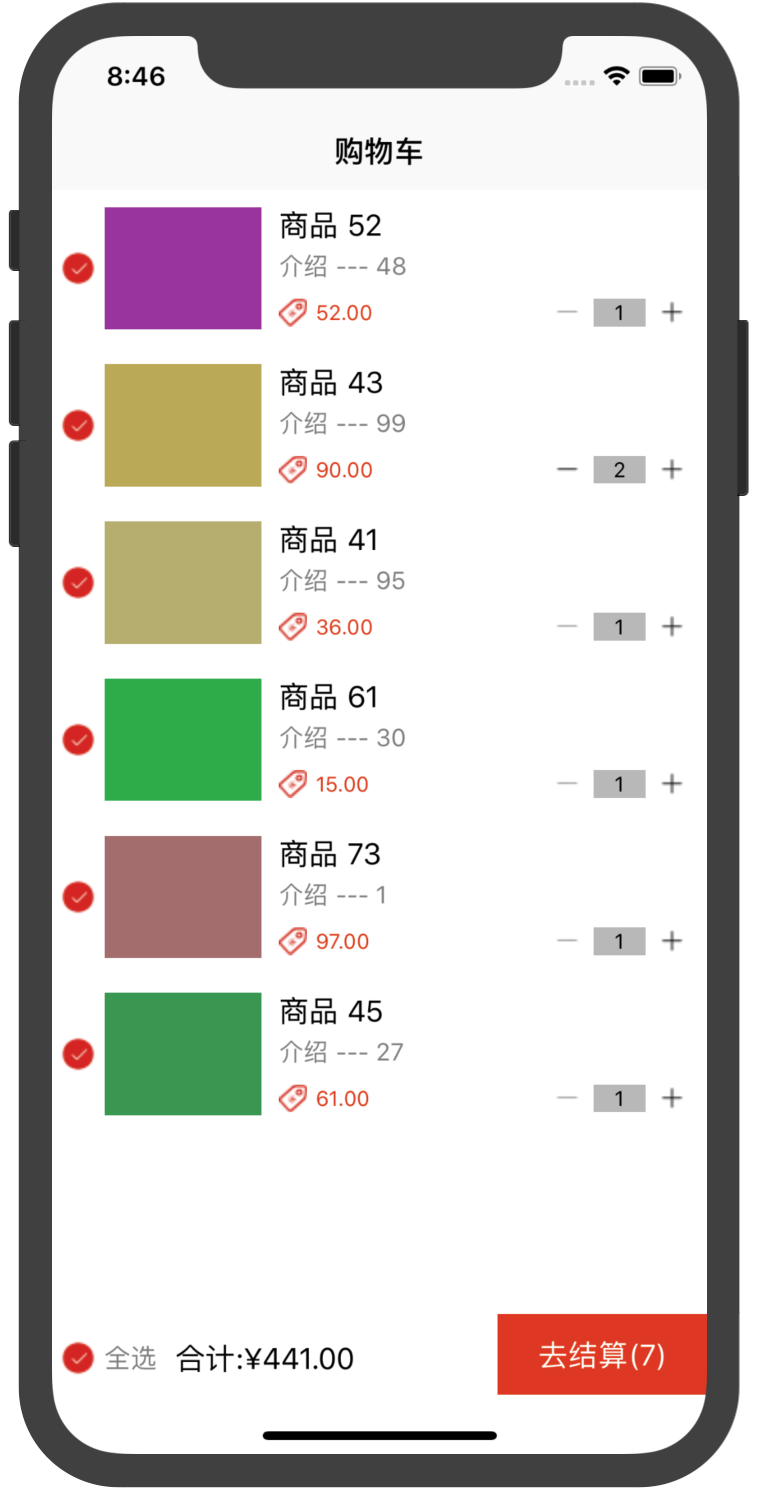 8:46
购物车
商品 52
介绍 --- 48
52.00
1
商品 43
介绍 --- 99
90.00
2
商品 41
介绍 --- 95
36.00
1
商品 61
介绍 --- 30
15.00
1
商品 73
介绍 --- 1
97.00
1
商品 45
介绍 --- 27
61.00
1
全选 合计:¥441.00 去结算(7)